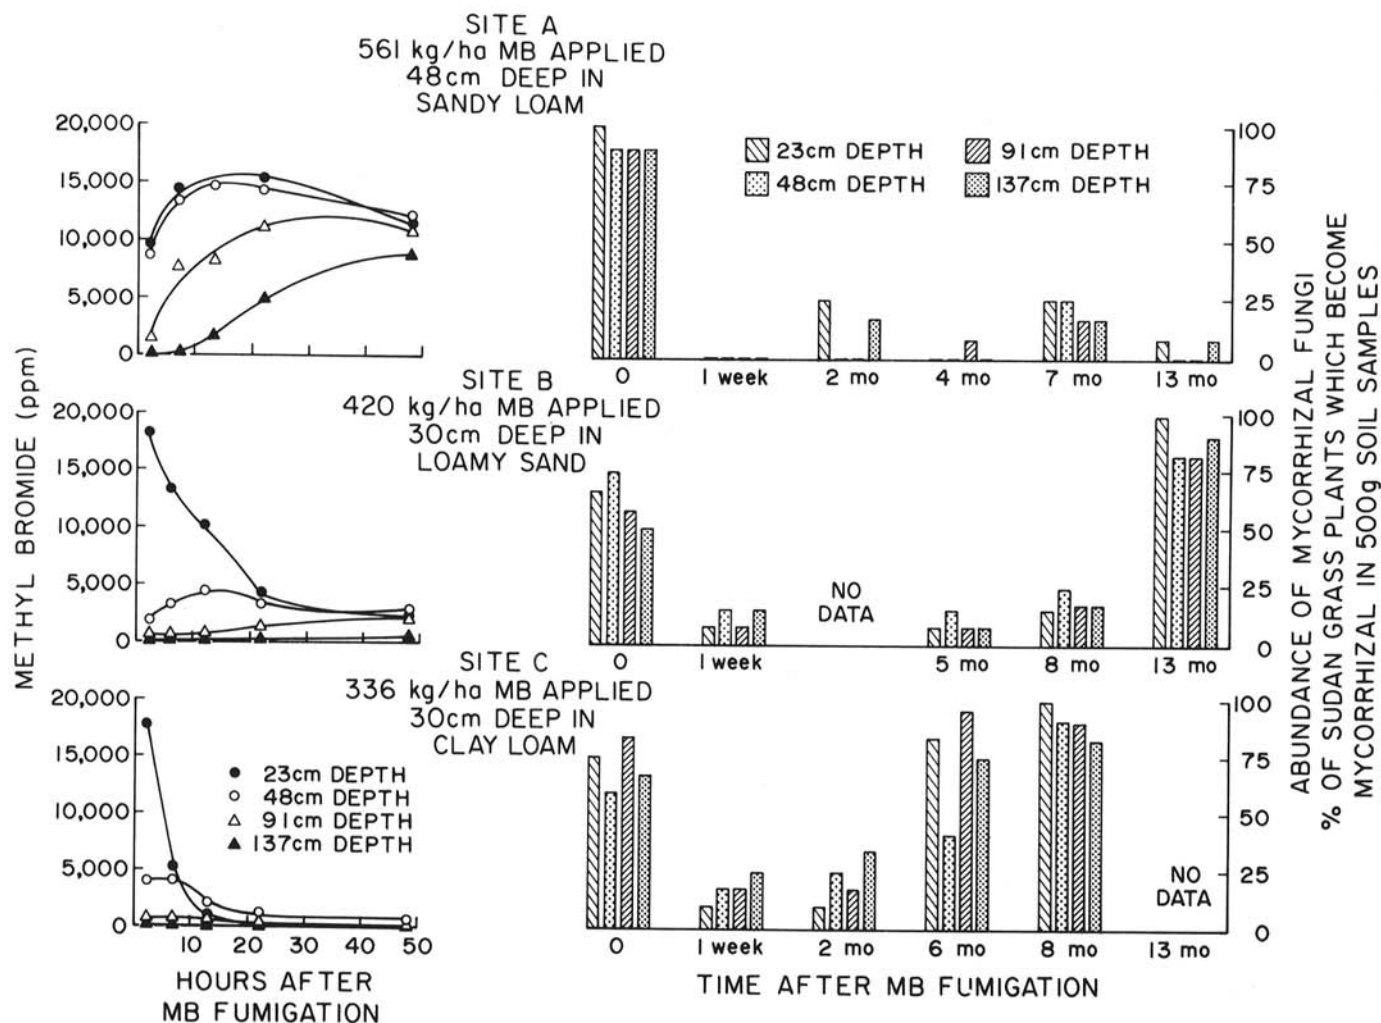 SITE A
561 kg/ha MB APPLIED
48cm DEEP IN
SANDY LOAM
20,000
15,000
10,000
5,000
0
23cm DEPTH
91cm DEPTH
48cm DEPTH
137cm DEPTH
100
75
50
25
0
0
1 week
2 mo
4 mo
7 mo
13 mo
SITE B
420 kg/ha MB APPLIED
30cm DEEP IN
LOAMY SAND
20,000
15,000
10,000
5,000
0
NO
DATA
100
75
50
25
0
0
1 week
5 mo
8 mo
13 mo
SITE C
336 kg/ha MB APPLIED
30cm DEEP IN
CLAY LOAM
20,000
15,000
10,000
5,000
0
23cm DEPTH
48cm DEPTH
91cm DEPTH
137cm DEPTH
10 20 30 40 50
NO
DATA
100
75
50
25
0
0
1 week
2 mo
6 mo
8 mo
13 mo
HOURS AFTER
MB FUMIGATION
TIME AFTER MB FUMIGATION
METHYL BROMIDE (ppm)
ABUNDANCE OF MYCORRHIZAL FUNGI
% OF SUDAN GRASS PLANTS WHICH BECOME
MYCORRHIZAL IN 500g SOIL SAMPLES